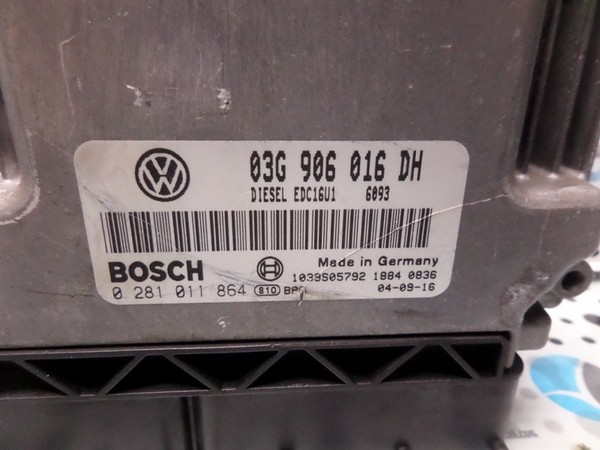 03G 906 016 DH
DIESEL EDC16U1 6093
BOSCH
Made in Germany
1039S05792 1884 0836
0 281 011 864 810
04-09-16